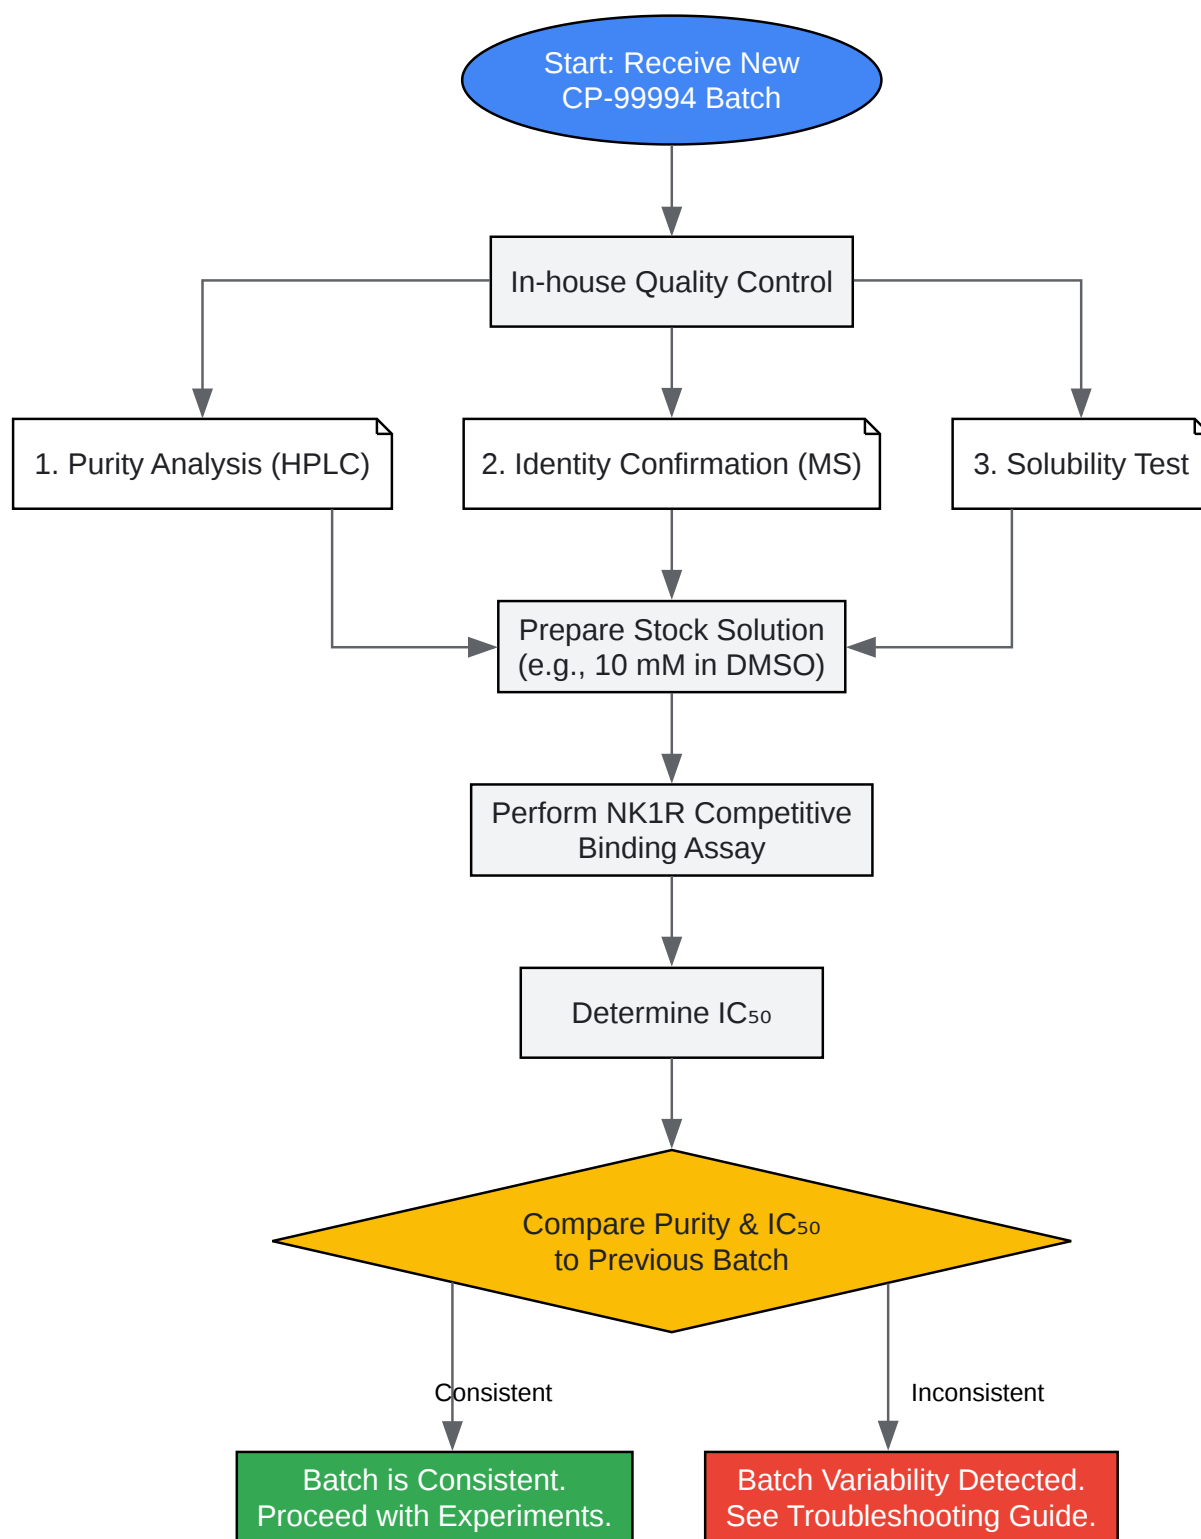 Start: Receive New
CP-99994 Batch
In-house Quality Control
1. Purity Analysis (HPLC)
2. Identity Confirmation (MS)
3. Solubility Test
Prepare Stock Solution
(e.g., 10 mM in DMSO)
Perform NK1R Competitive
Binding Assay
Determine IC₅₀
Compare Purity & IC₅₀
to Previous Batch
Consistent
Inconsistent
Batch is Consistent.
Proceed with Experiments.
Batch Variability Detected.
See Troubleshooting Guide.